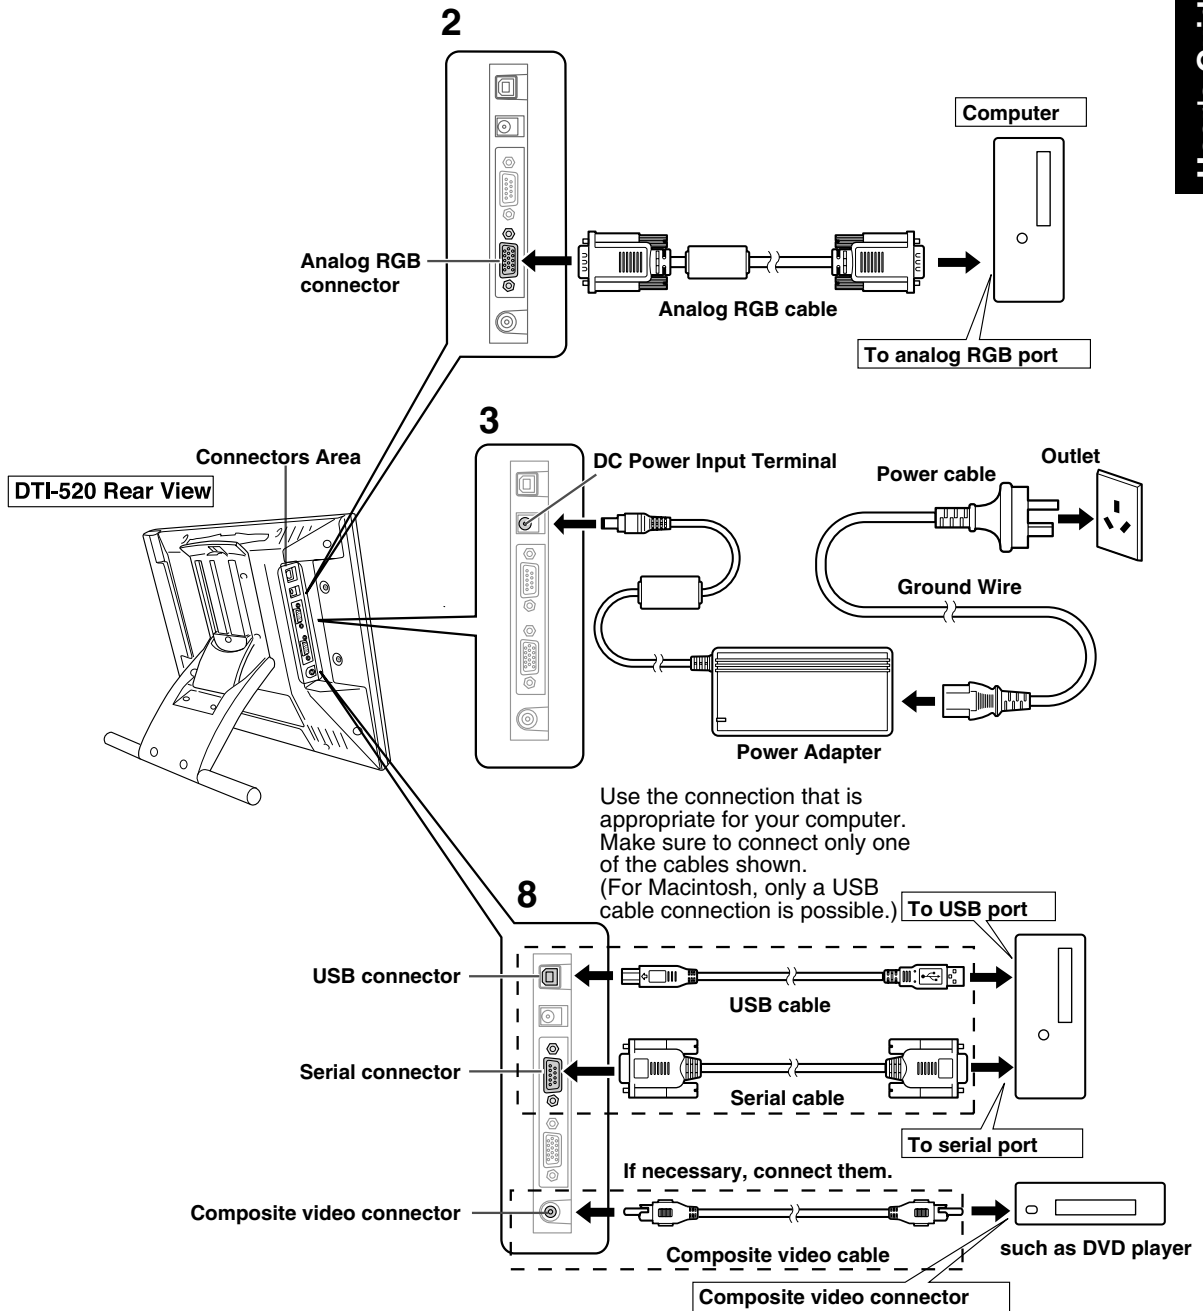 2
Computer
Analog RGB
connector
Analog RGB cable
To analog RGB port
3
Connectors Area
DTI-520 Rear View
DC Power Input Terminal
Power cable
Outlet
Ground Wire
Power Adapter
Use the connection that is
appropriate for your computer.
Make sure to connect only one
of the cables shown.
(For Macintosh, only a USB
cable connection is possible.)
8
To USB port
USB connector
USB cable
Serial connector
Serial cable
To serial port
If necessary, connect them.
Composite video connector
such as DVD player
Composite video cable
Composite video connector